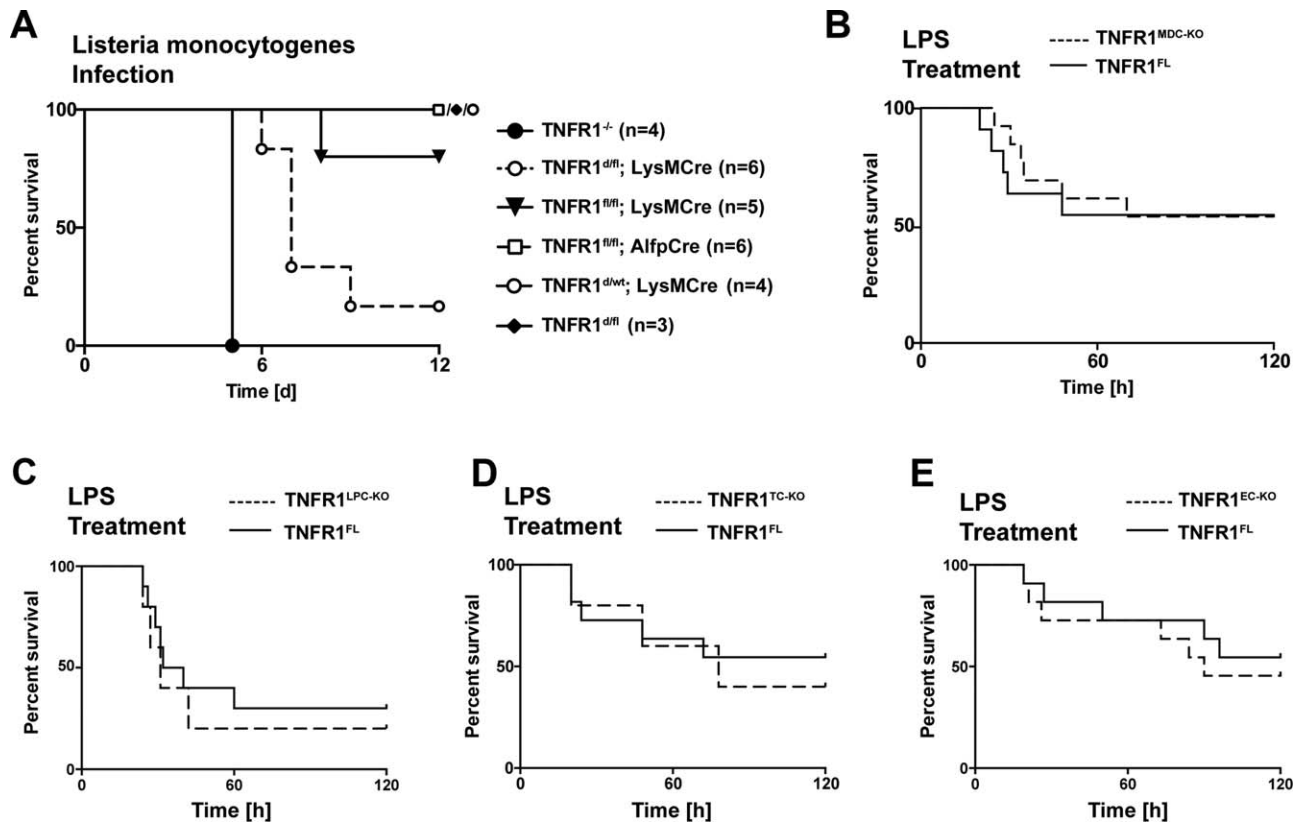 A
Listeria monocytogenes
Infection
Percent survival
100
50
0
0
6
12
Time [d]
□/◆/○
TNFR1-/- (n=4)
TNFR1d/fl; LysMCre (n=6)
TNFR1fl/fl; LysMCre (n=5)
TNFR1fl/fl; AlfpCre (n=6)
TNFR1d/wt; LysMCre (n=4)
TNFR1d/fl (n=3)
B
LPS
Treatment
TNFR1MDC-KO
TNFR1FL
Percent survival
100
50
0
0
60
120
Time [h]
C
LPS
Treatment
TNFR1LPC-KO
TNFR1FL
Percent survival
100
50
0
0
60
120
Time [h]
D
LPS
Treatment
TNFR1TC-KO
TNFR1FL
Percent survival
100
50
0
0
60
120
Time [h]
E
LPS
Treatment
TNFR1EC-KO
TNFR1FL
Percent survival
100
50
0
0
60
120
Time [h]